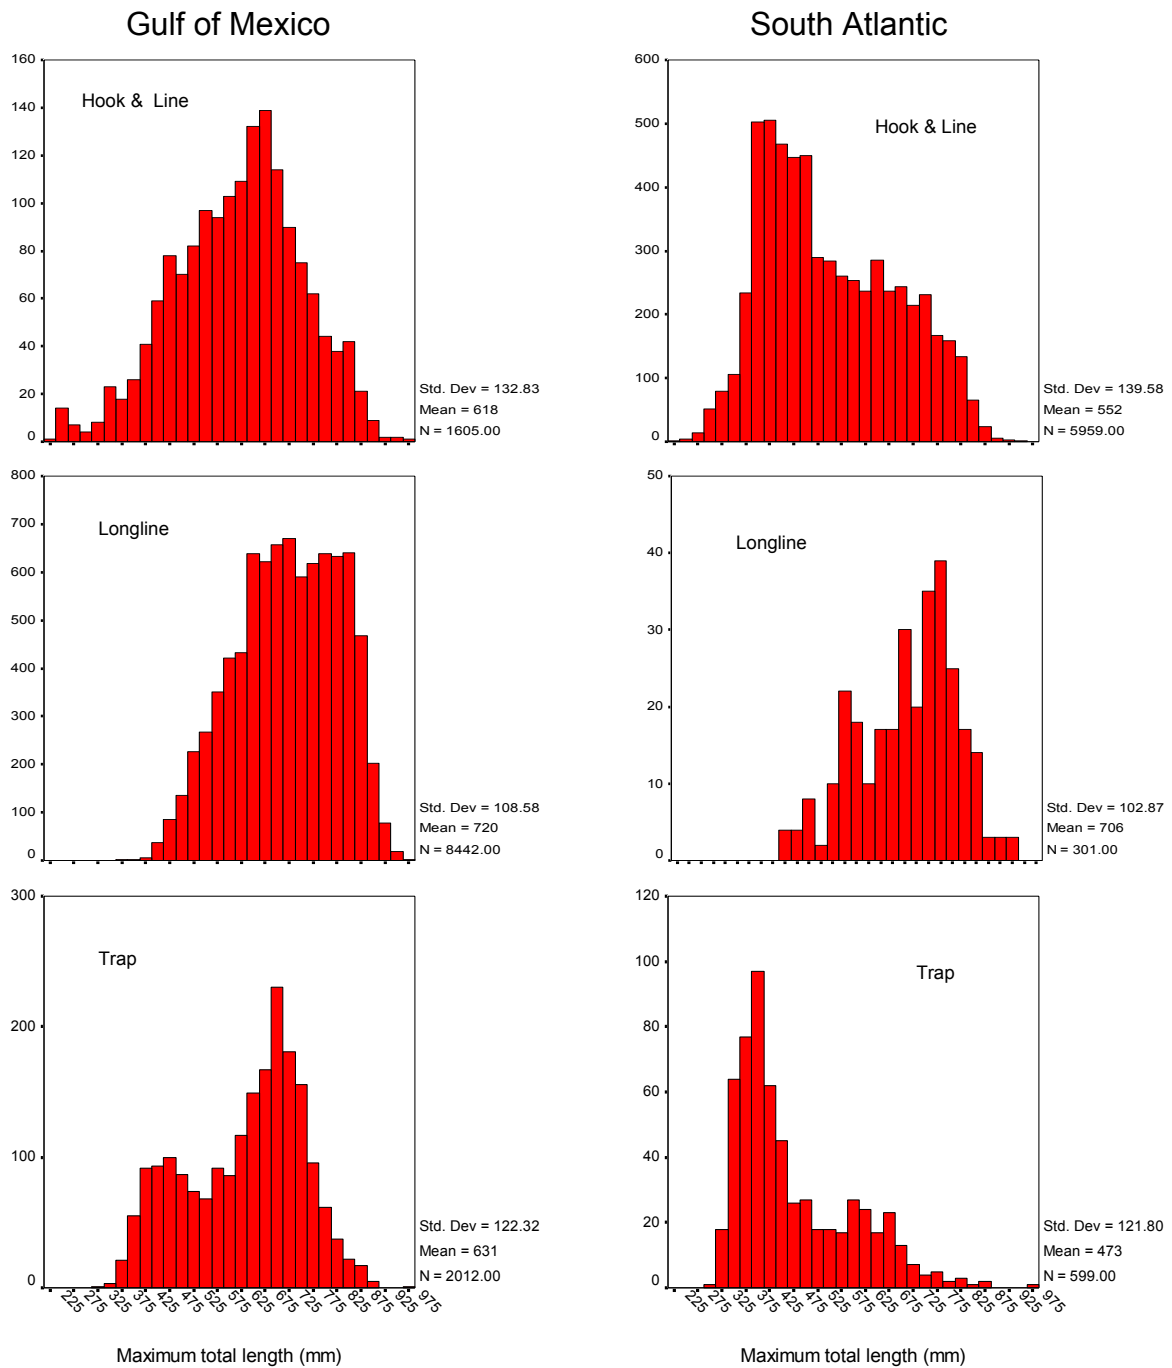 Gulf of Mexico
South Atlantic
160
140
120
100
80
60
40
20
0
Hook & Line
Std. Dev = 132.83
Mean = 618
N = 1605.00
600
500
400
300
200
100
0
Hook & Line
Std. Dev = 139.58
Mean = 552
N = 5959.00
800
700
600
500
400
300
200
100
0
Longline
Std. Dev = 108.58
Mean = 720
N = 8442.00
50
40
30
20
10
0
Longline
Std. Dev = 102.87
Mean = 706
N = 301.00
300
200
100
0
Trap
Std. Dev = 122.32
Mean = 631
N = 2012.00
225 275 325 375 425 475 525 575 625 675 725 775 825 875 925 975
Maximum total length (mm)
120
100
80
60
40
20
0
Trap
Std. Dev = 121.80
Mean = 473
N = 599.00
225 275 325 375 425 475 525 575 625 675 725 775 825 875 925 975
Maximum total length (mm)